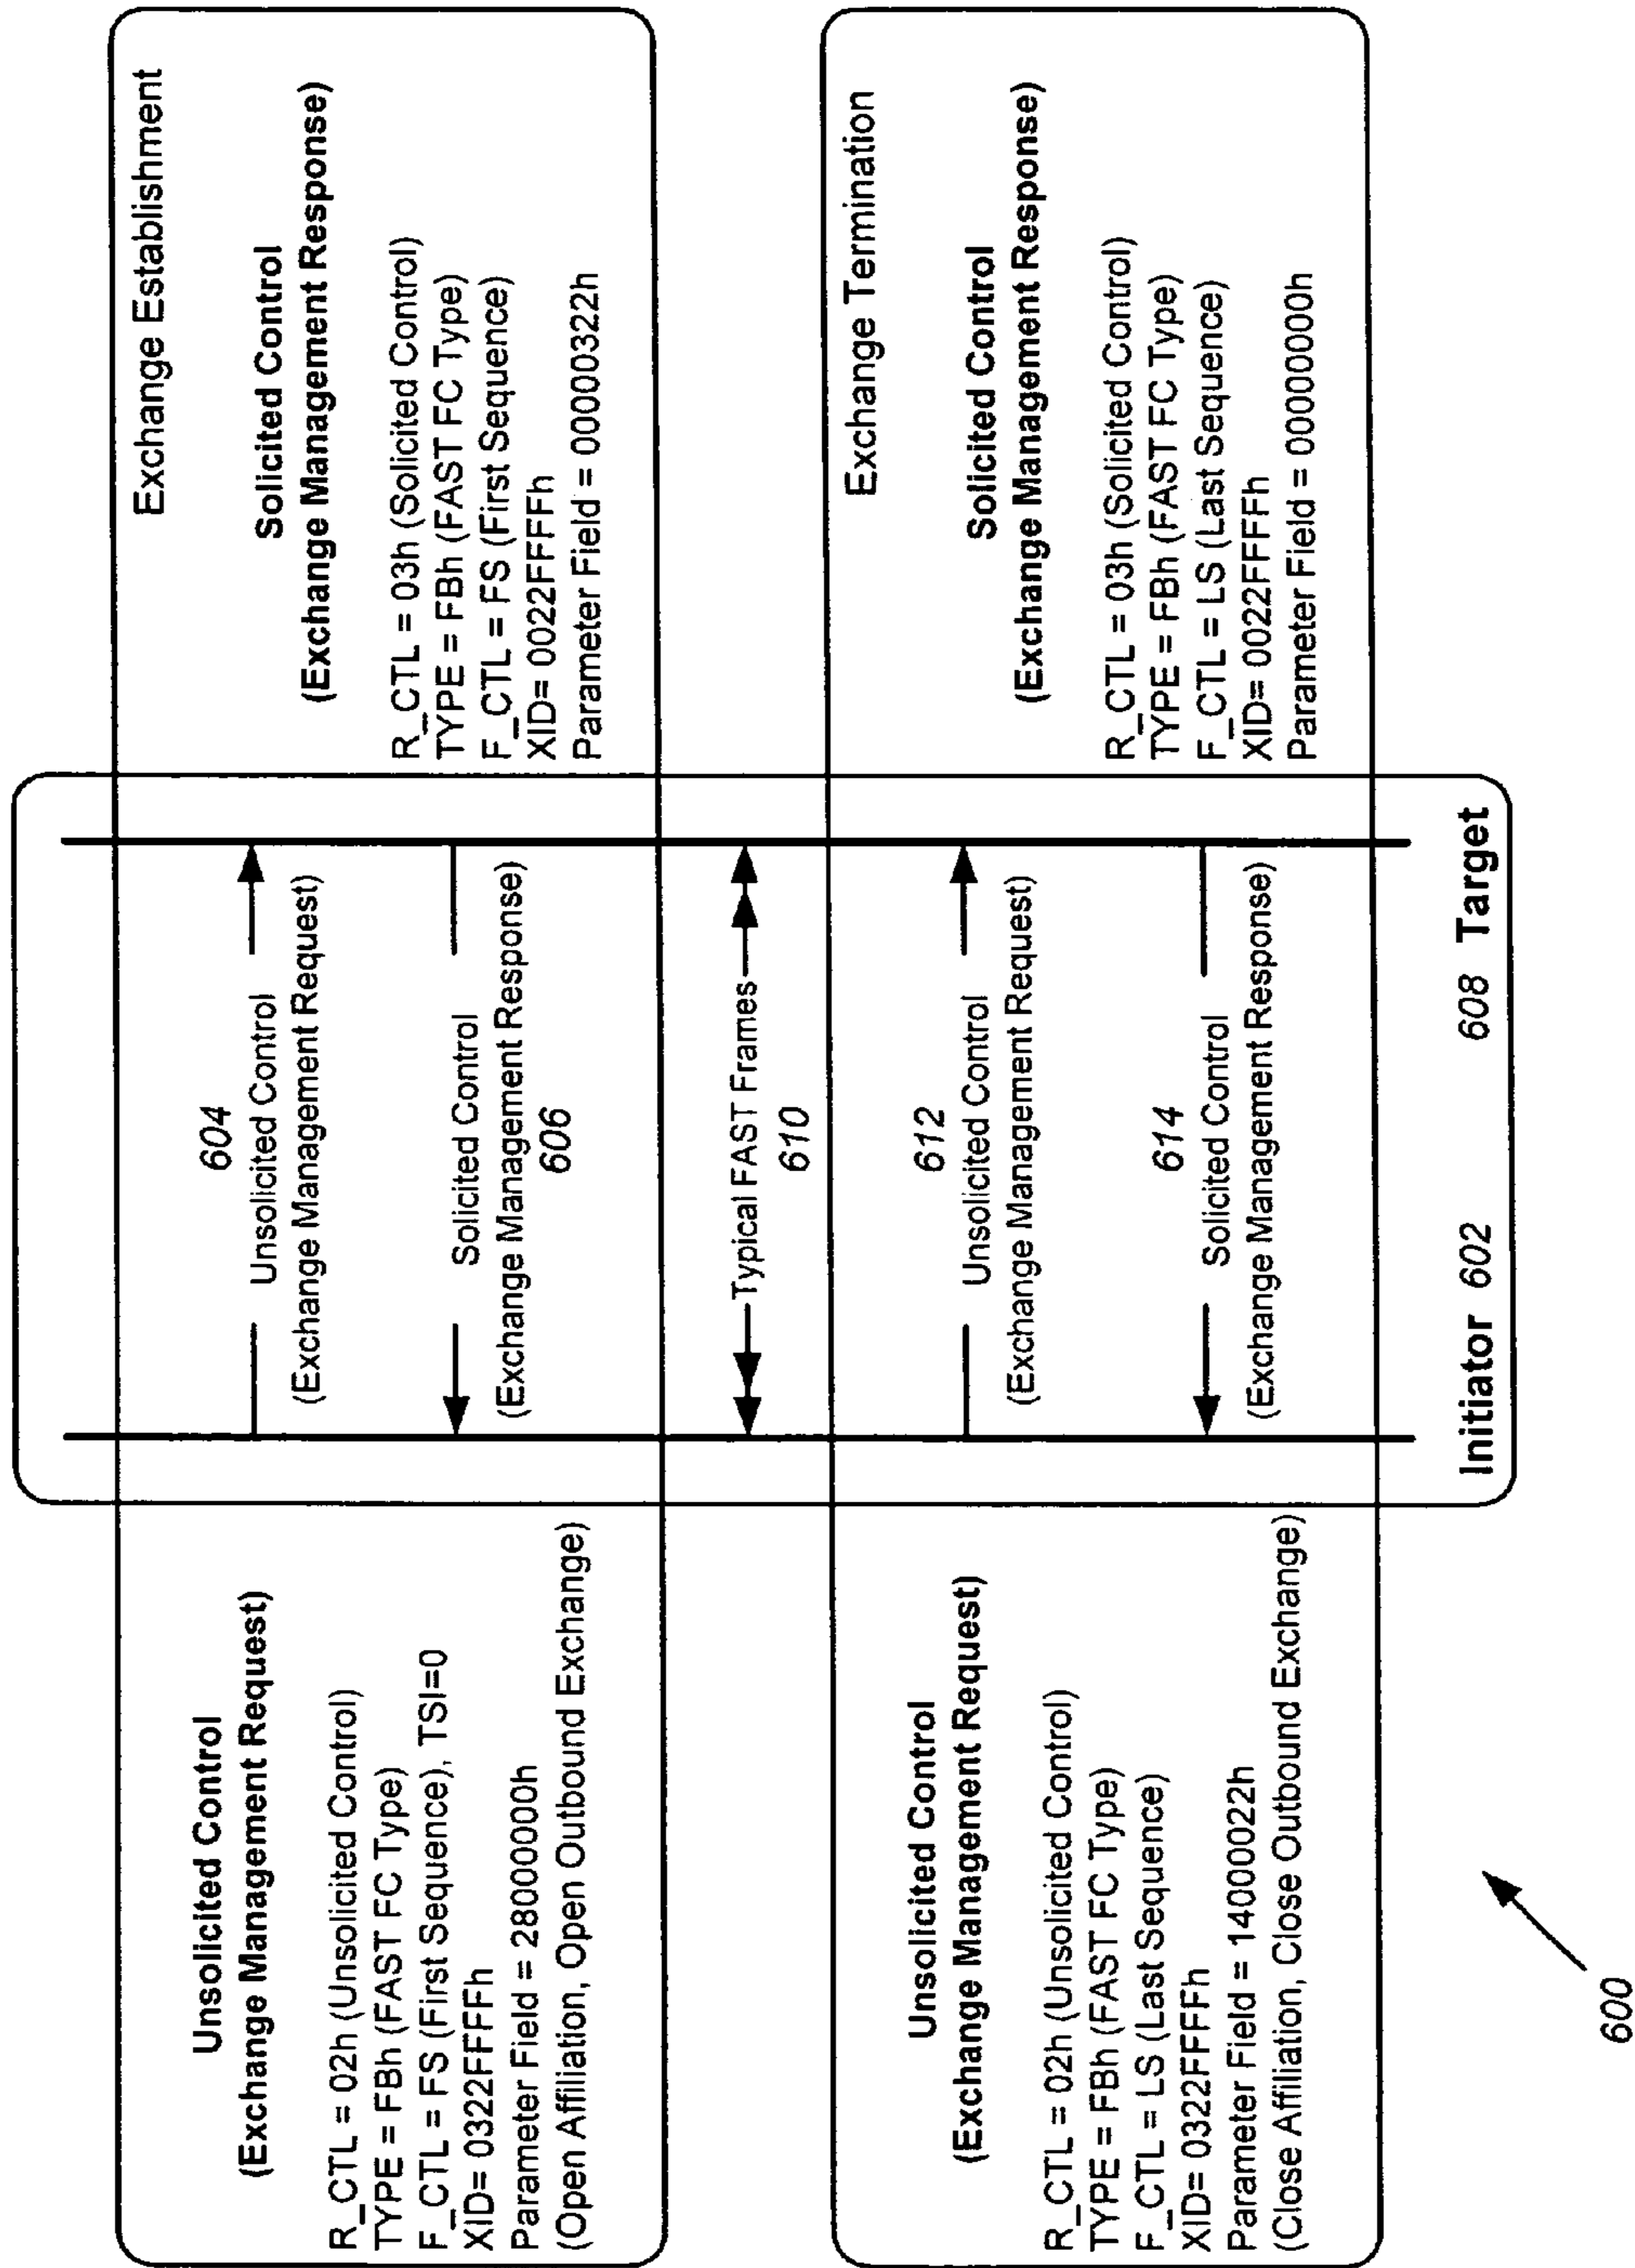 Exchange Establishment
Unsolicited Control
(Exchange Management Request)
R_CTL = 02h (Unsolicited Control)
TYPE = FBh (FAST FC Type)
F_CTL = FS (First Sequence), TSI=0
XID= 0322FFFFh
Parameter Field = 28000000h
(Open Affiliation, Open Outbound Exchange)
604
Unsolicited Control
(Exchange Management Request)
Solicited Control
(Exchange Management Response)
606
Solicited Control
(Exchange Management Response)
R_CTL = 03h (Solicited Control)
TYPE = FBh (FAST FC Type)
F_CTL = FS (First Sequence)
XID= 0022FFFFh
Parameter Field = 00000322h
Typical FAST Frames
610
Exchange Termination
Unsolicited Control
(Exchange Management Request)
R_CTL = 02h (Unsolicited Control)
TYPE = FBh (FAST FC Type)
F_CTL = LS (Last Sequence)
XID= 0322FFFFh
Parameter Field = 14000022h
(Close Affiliation, Close Outbound Exchange)
612
Unsolicited Control
(Exchange Management Request)
614
Solicited Control
(Exchange Management Response)
Solicited Control
(Exchange Management Response)
R_CTL = 03h (Solicited Control)
TYPE = FBh (FAST FC Type)
F_CTL = LS (Last Sequence)
XID= 0022FFFFh
Parameter Field = 00000000h
Initiator 602
608 Target
600